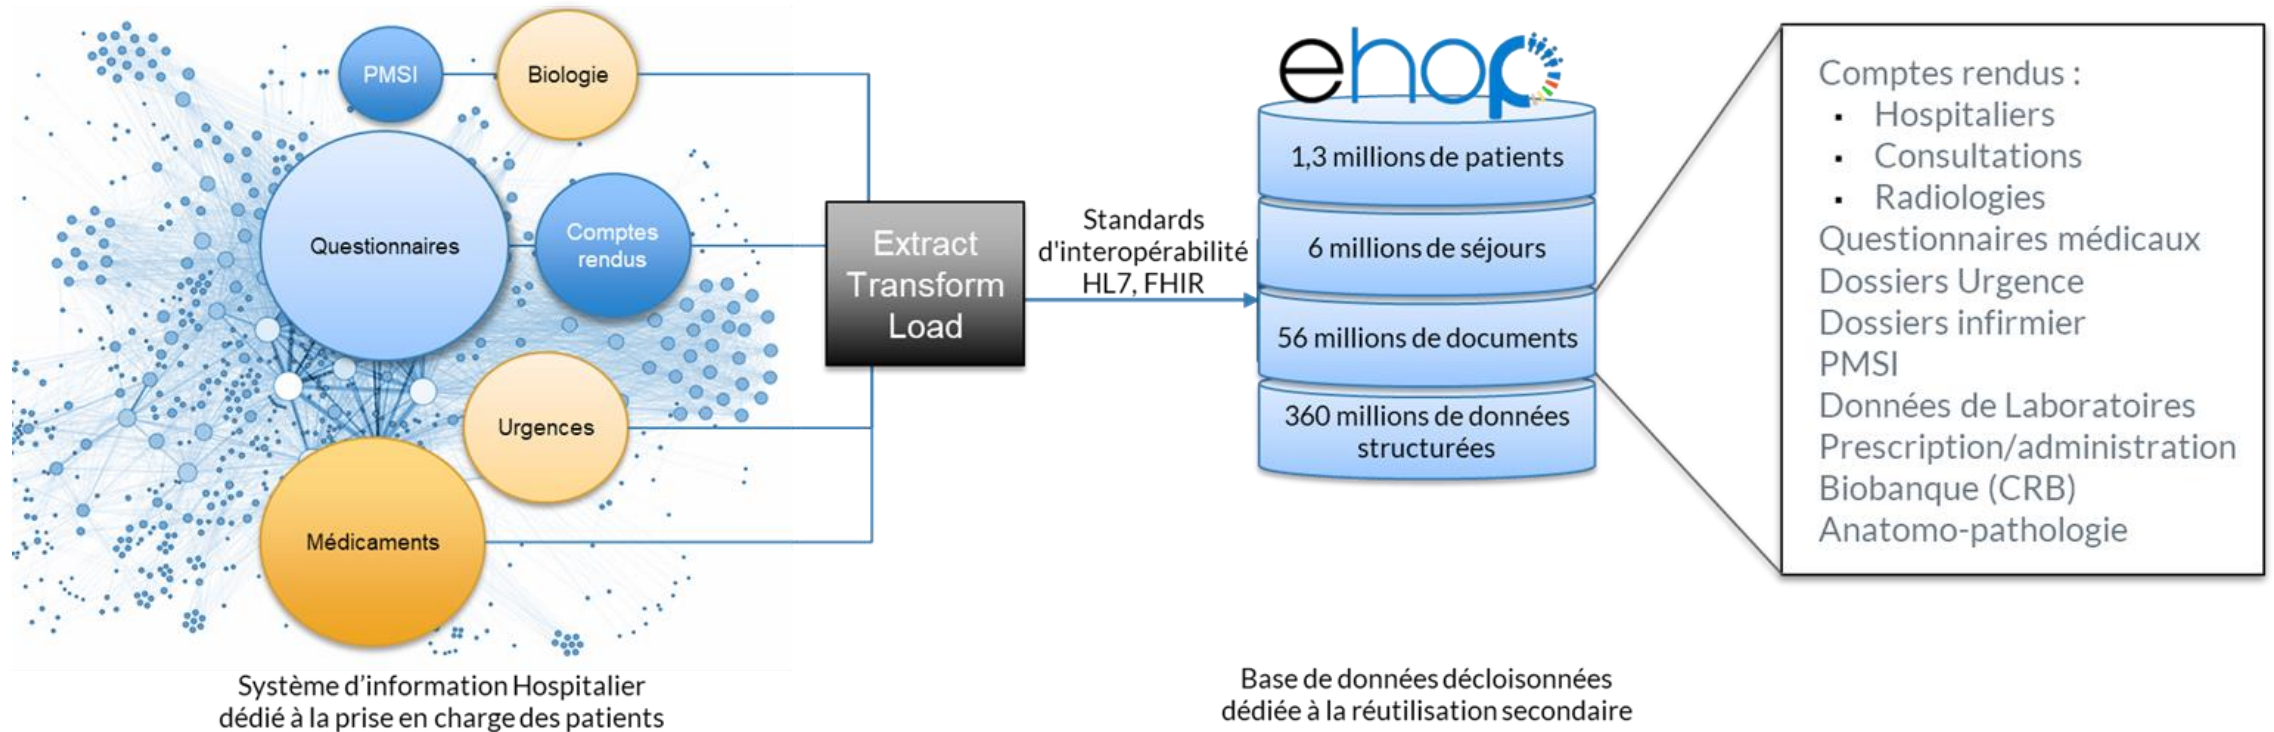 PMSI
Biologie
Questionnaires
Comptes
rendus
Urgences
Médicaments
Extract
Transform
Load
Standards
d'interopérabilité
HL7, FHIR
ehop
1,3 millions de patients
6 millions de séjours
56 millions de documents
360 millions de données
structurées
Comptes rendus :
▪ Hospitaliers
▪ Consultations
▪ Radiologies
Questionnaires médicaux
Dossiers Urgence
Dossiers infirmier
PMSI
Données de Laboratoires
Prescription/administration
Biobanque (CRB)
Anatomo-pathologie
Système d’information Hospitalier
dédié à la prise en charge des patients
Base de données décloisonnées
dédiée à la réutilisation secondaire